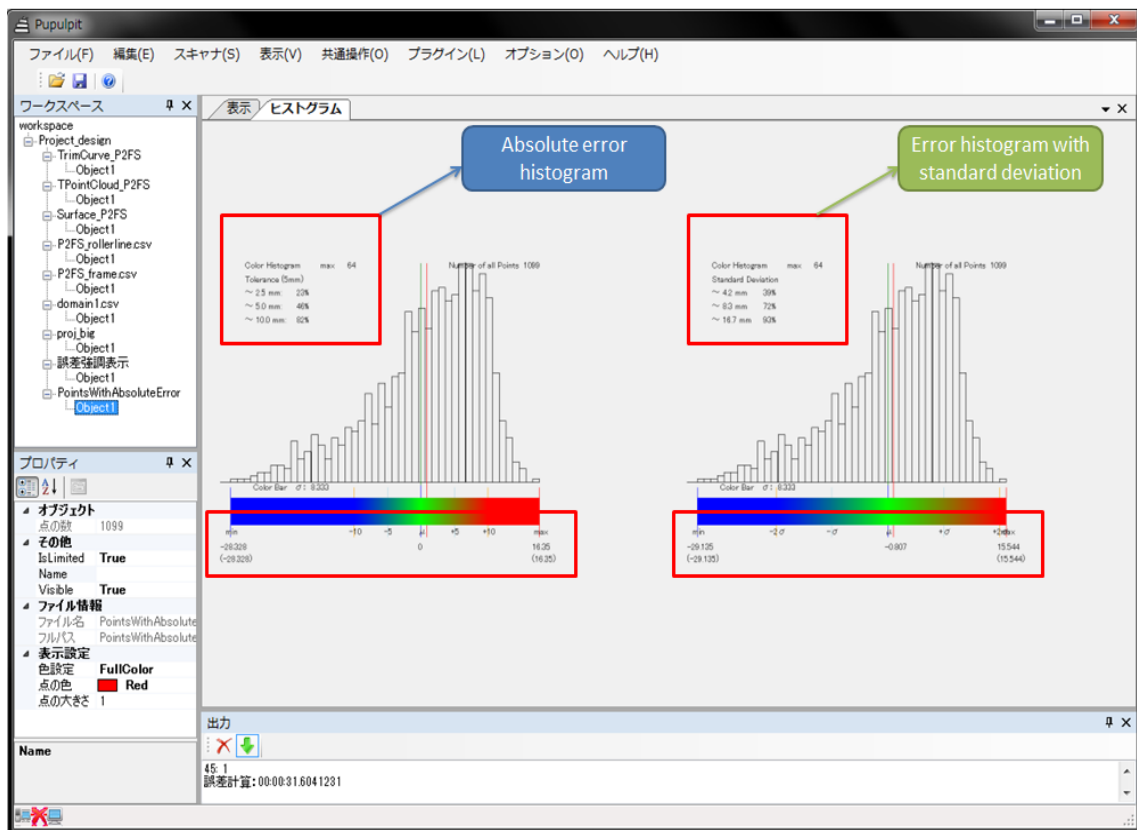 Pupulpit
ファイル(F) 編集(E) スキャナ(S) 表示(V) 共通操作(O) プラグイン(L) オプション(O) ヘルプ(H)
ワークスペース
workspace
Project_design
TrimCurve_P2FS
Object1
TPointCloud_P2FS
Object1
Surface_P2FS
Object1
P2FS_rollerline.csv
Object1
P2FS_frame.csv
Object1
domain1.csv
Object1
proj_big
Object1
誤差強調表示
Object1
PointsWithAbsoluteError
Object1
プロパティ
オブジェクト
点の数 1099
その他
IsLimited True
Name
Visible True
ファイル情報
ファイル名 PointsWithAbsolute
フルパス PointsWithAbsolute
表示設定
色設定 FullColor
点の色 Red
点の大きさ 1
Name
表示 ヒストグラム
Absolute error
histogram
Color Histogram max 64
Number of all Points 1099
Tolerance (5mm)
~ 2.5 mm: 23%
~ 5.0 mm: 46%
~ 10.0 mm: 82%
Color Bar σ: 8.333
min -10 -5 μ +5 +10 max
-28.328 0 16.35
(-28.328) (16.35)
Error histogram with
standard deviation
Color Histogram max 64
Number of all Points 1099
Standard Deviation
~ 4.2 mm 39%
~ 8.3 mm 72%
~ 16.7 mm 93%
Color Bar σ: 8.333
min -2σ -σ μ +σ +2σ max
-29.135 -0.807 15.544
(-29.135) (15.544)
出力
45: 1
誤差計算: 00:00:31.6041231